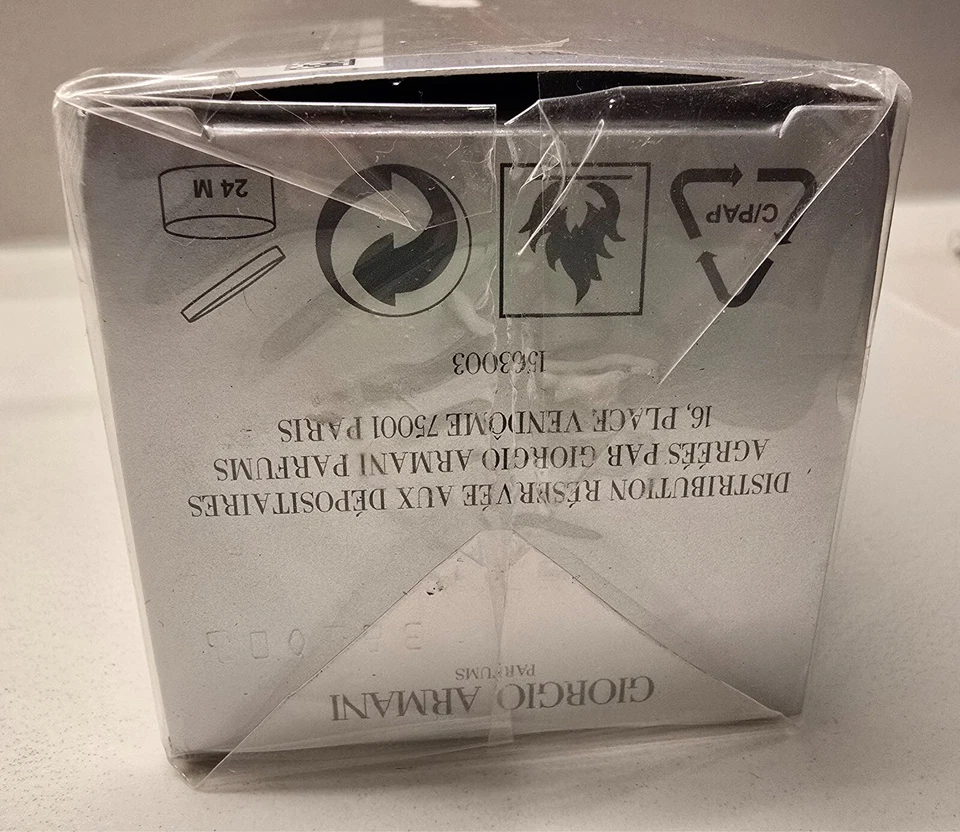 GIORGIO ARMANI
PARFUMS
DISTRIBUTION RÉSERVÉE AUX DÉPOSITAIRES
AGRÉÉS PAR GIORGIO ARMANI PARFUMS
16, PLACE VENDÔME 75001 PARIS
1563003
C/PAP
24 M